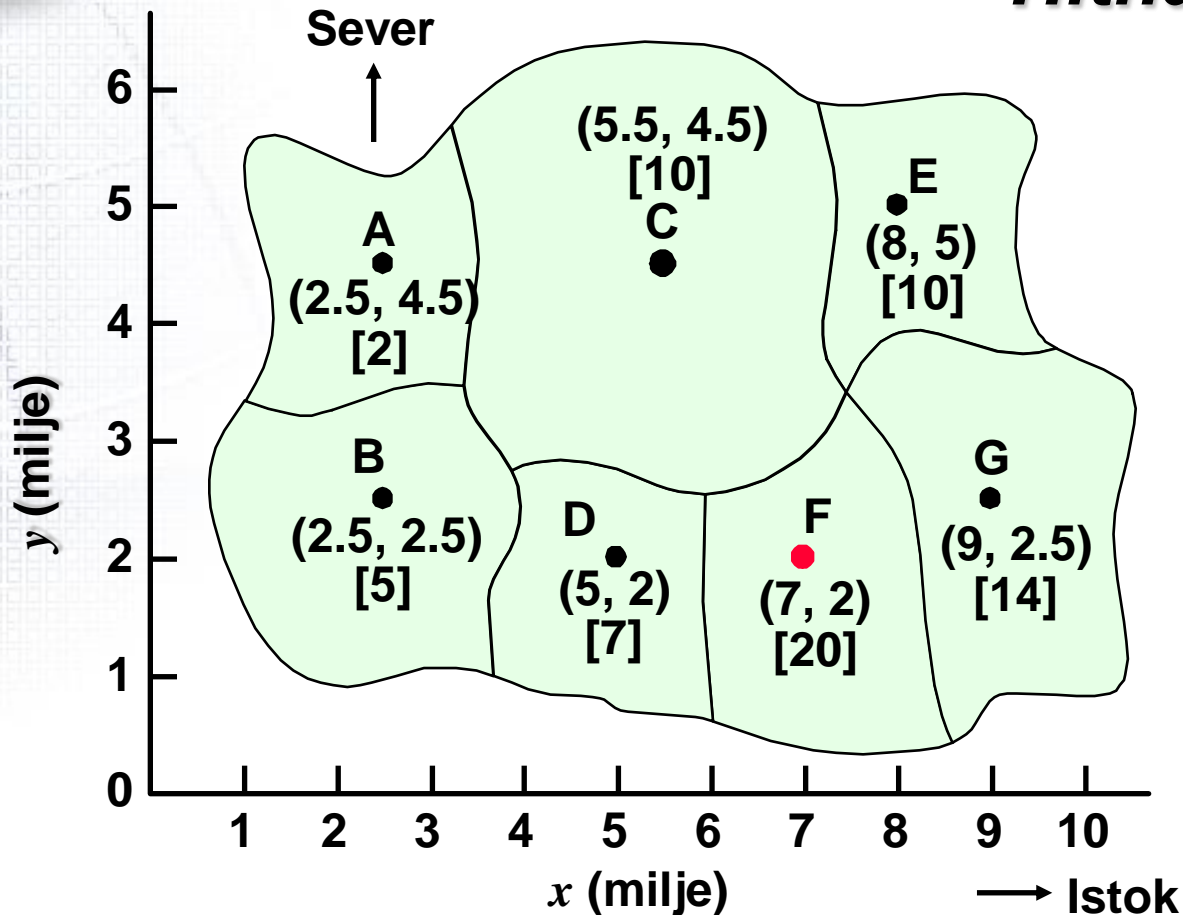 Sever
6
5
4
3
2
1
0
y (milje)
A
(2.5, 4.5)
[2]
(5.5, 4.5)
[10]
C
E
(8, 5)
[10]
B
(2.5, 2.5)
[5]
D
(5, 2)
[7]
F
(7, 2)
[20]
G
(9, 2.5)
[14]
1 2 3 4 5 6 7 8 9 10
x (milje)
Istok